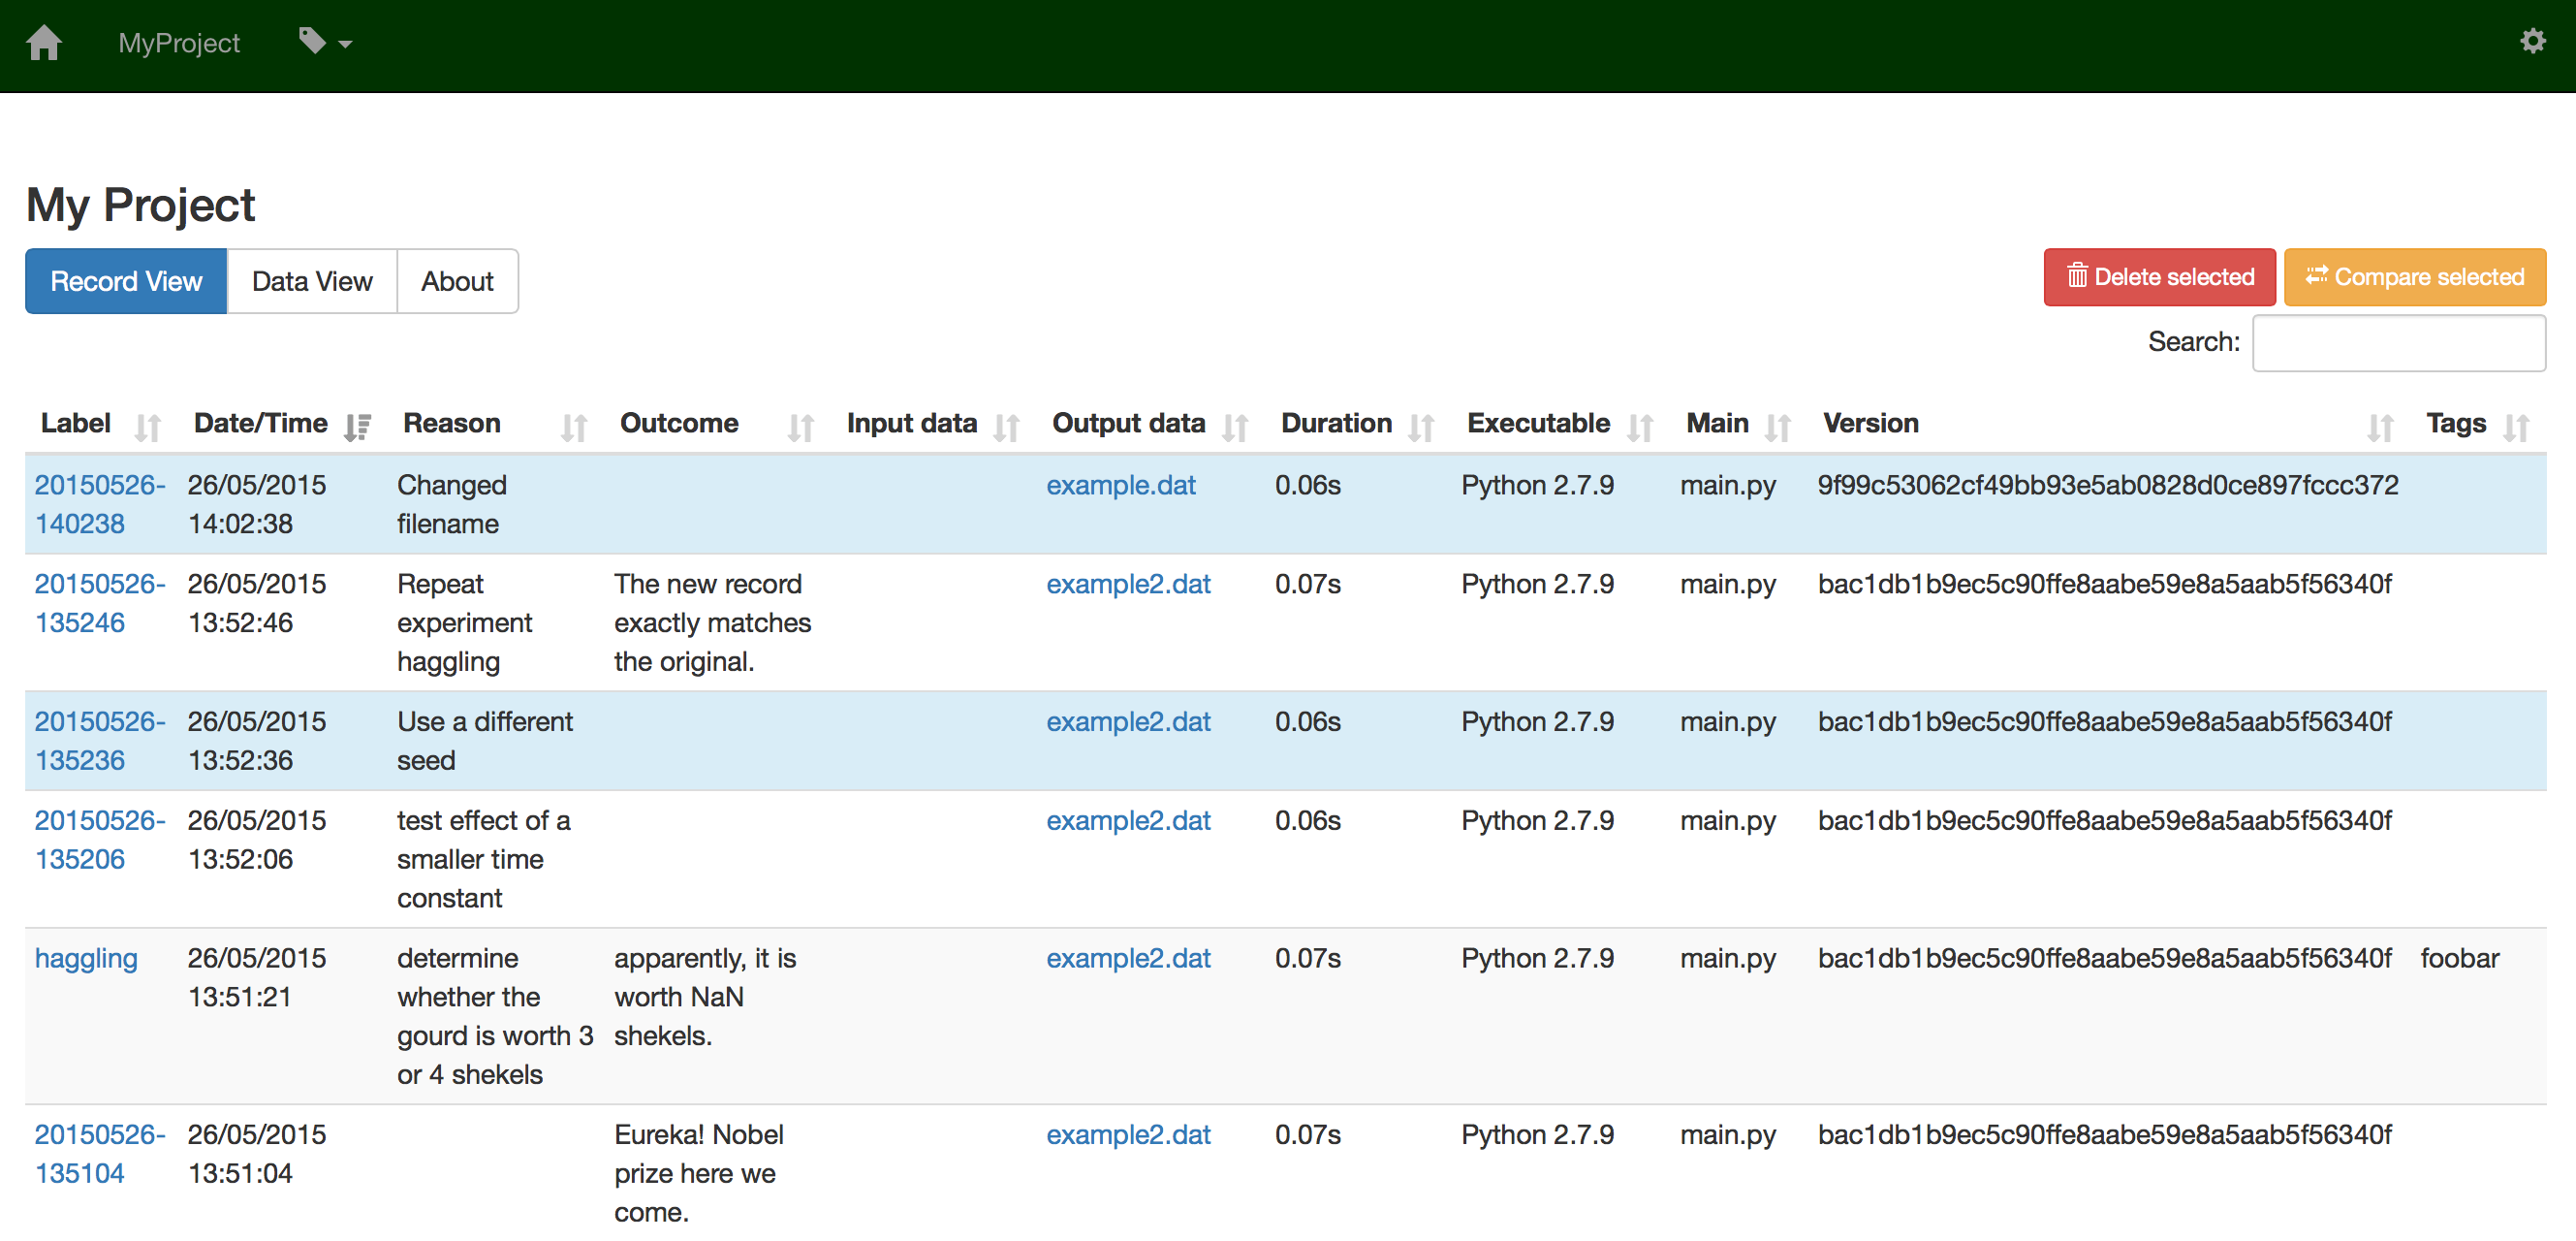 MyProject
My Project
Record View Data View About Delete selected Compare selected
Search:
Label Date/Time Reason Outcome Input data Output data Duration Executable Main Version Tags
20150526- 26/05/2015 Changed example.dat 0.06s Python 2.7.9 main.py 9f99c53062cf49bb93e5ab0828d0ce897fccc372
140238 14:02:38 filename
20150526- 26/05/2015 Repeat The new record example2.dat 0.07s Python 2.7.9 main.py bac1db1b9ec5c90ffe8aabe59e8a5aab5f56340f
135246 13:52:46 experiment exactly matches
haggling the original.
20150526- 26/05/2015 Use a different example2.dat 0.06s Python 2.7.9 main.py bac1db1b9ec5c90ffe8aabe59e8a5aab5f56340f
135236 13:52:36 seed
20150526- 26/05/2015 test effect of a example2.dat 0.06s Python 2.7.9 main.py bac1db1b9ec5c90ffe8aabe59e8a5aab5f56340f
135206 13:52:06 smaller time
constant
haggling 26/05/2015 determine apparently, it is example2.dat 0.07s Python 2.7.9 main.py bac1db1b9ec5c90ffe8aabe59e8a5aab5f56340f foobar
13:51:21 whether the worth NaN
gourd is worth 3 shekels.
or 4 shekels
20150526- 26/05/2015 Eureka! Nobel example2.dat 0.07s Python 2.7.9 main.py bac1db1b9ec5c90ffe8aabe59e8a5aab5f56340f
135104 13:51:04 prize here we
come.